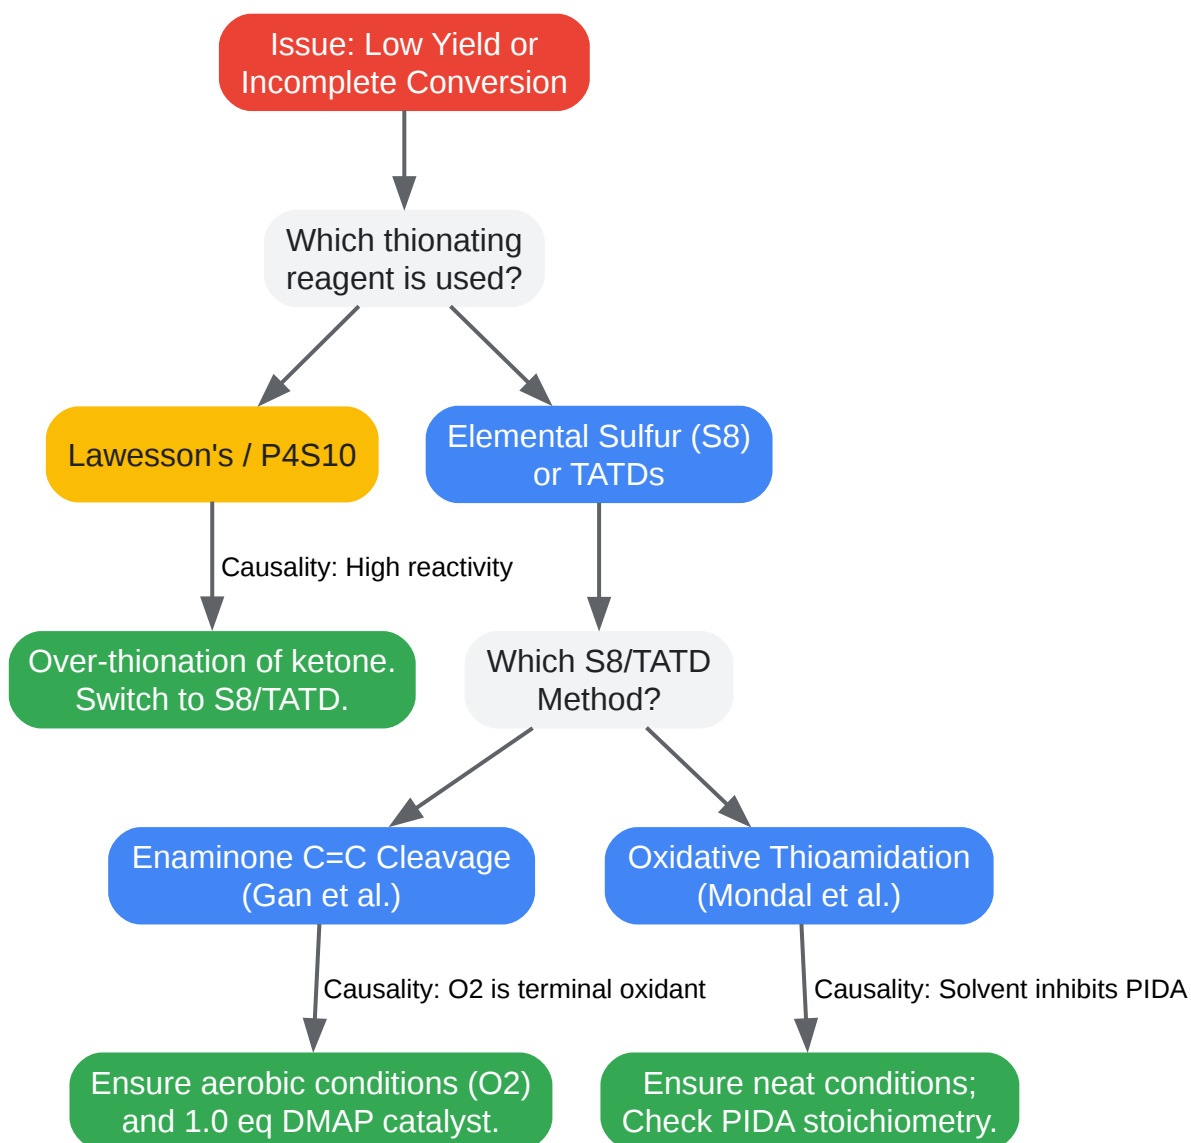 Issue: Low Yield or
Incomplete Conversion
Which thionating
reagent is used?
Lawesson's / P4S10
Elemental Sulfur (S8)
or TATDs
Causality: High reactivity
Over-thionation of ketone.
Switch to S8/TATD.
Which S8/TATD
Method?
Enaminone C=C Cleavage
(Gan et al.)
Oxidative Thioamidation
(Mondal et al.)
Causality: O2 is terminal oxidant
Causality: Solvent inhibits PIDA
Ensure aerobic conditions (O2)
and 1.0 eq DMAP catalyst.
Ensure neat conditions;
Check PIDA stoichiometry.